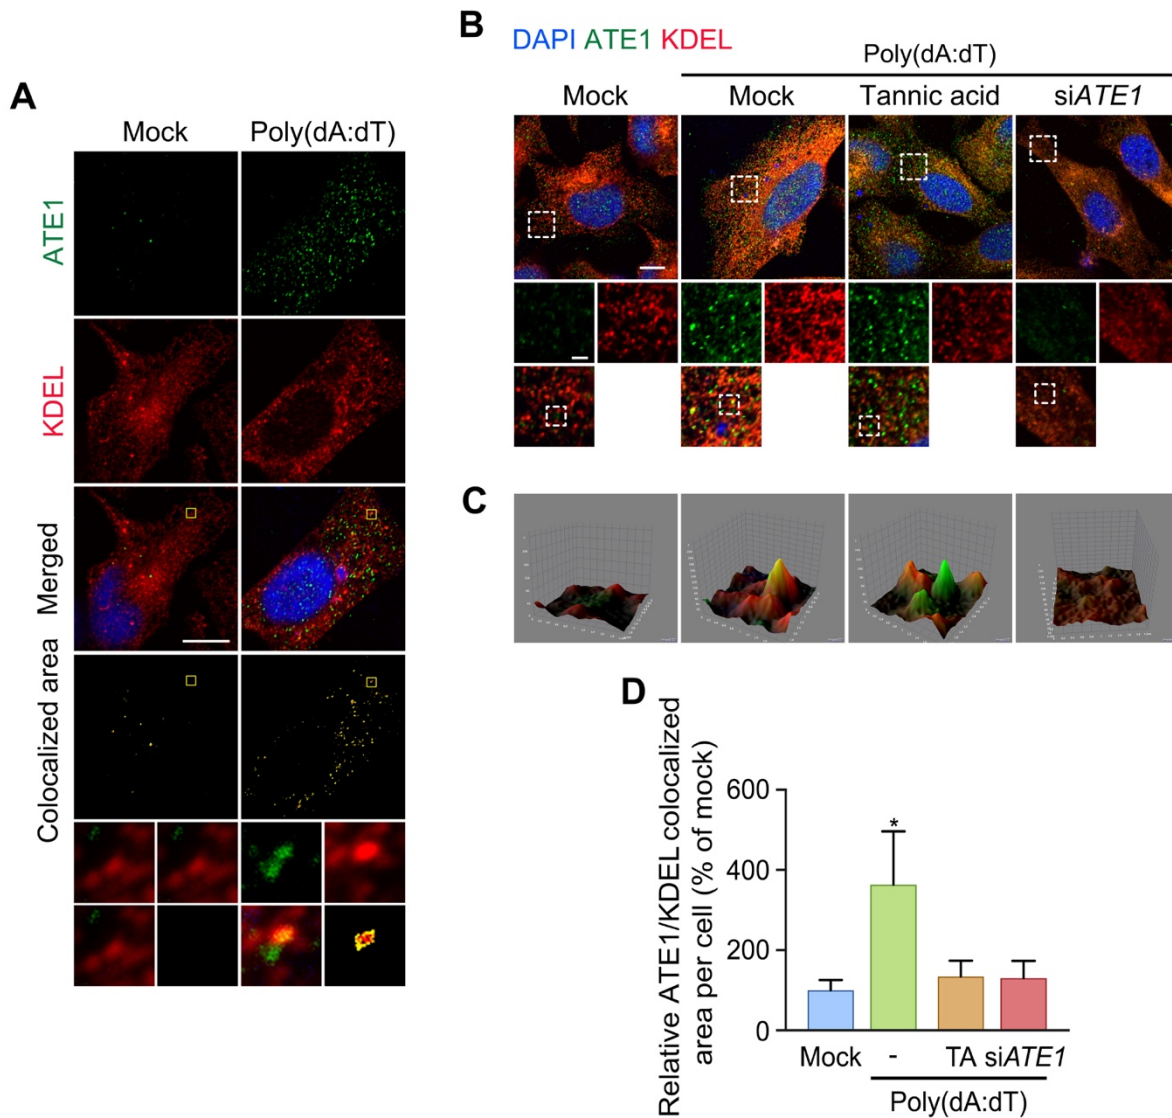 A
Mock Poly(dA:dT)
ATE1
KDEL
Merged
Colocalized area
B
DAPI ATE1 KDEL
Poly(dA:dT)
Mock Mock Tannic acid siATE1
C
D
Relative ATE1/KDEL colocalized
area per cell (% of mock)
600
400
200
0
*
Mock - TA siATE1
Poly(dA:dT)